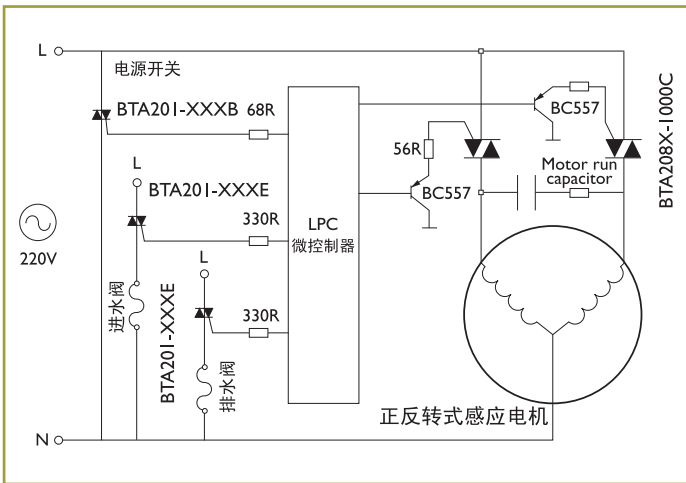 L
电源开关
BTA201-XXXB 68R
L
BTA201-XXXE
330R
220V
进水阀
L
BTA201-XXXE
330R
排水阀
LPC
微控制器
BC557
56R
BC557
Motor run
capacitor
BTA208X-1000C
正反转式感应电机
N